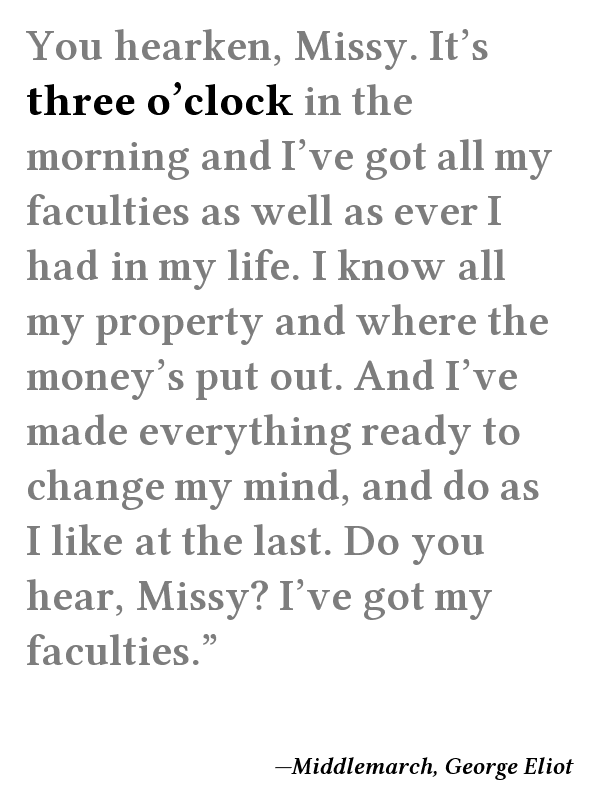 You hearken, Missy. It’s
three o’clock in the
morning and I’ve got all my
faculties as well as ever I
had in my life. I know all
my property and where the
money’s put out. And I’ve
made everything ready to
change my mind, and do as
I like at the last. Do you
hear, Missy? I’ve got my
faculties.”
—Middlemarch, George Eliot